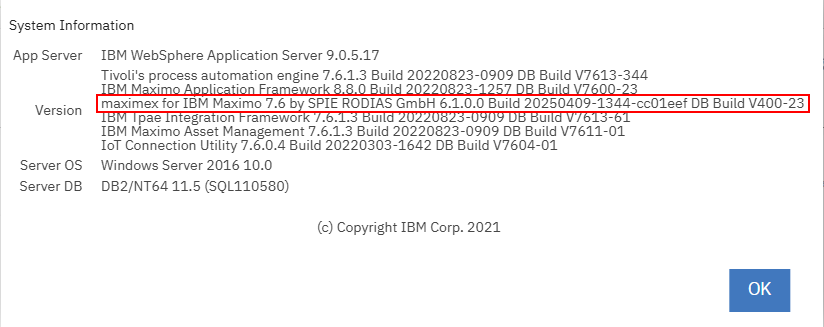 System Information
App Server IBM WebSphere Application Server 9.0.5.17
Tivoli's process automation engine 7.6.1.3 Build 20220823-0909 DB Build V7613-344
IBM Maximo Application Framework 8.8.0 Build 20220823-1257 DB Build V7600-23
Version maximex for IBM Maximo 7.6 by SPIE RODIAS GmbH 6.1.0.0 Build 20250409-1344-cc01eef DB Build V400-23
IBM Tpae Integration Framework 7.6.1.3 Build 20220823-0909 DB Build V7613-61
IBM Maximo Asset Management 7.6.1.3 Build 20220823-0909 DB Build V7611-01
IoT Connection Utility 7.6.0.4 Build 20220303-1642 DB Build V7604-01
Server OS Windows Server 2016 10.0
Server DB DB2/NT64 11.5 (SQL110580)
(c) Copyright IBM Corp. 2021
OK